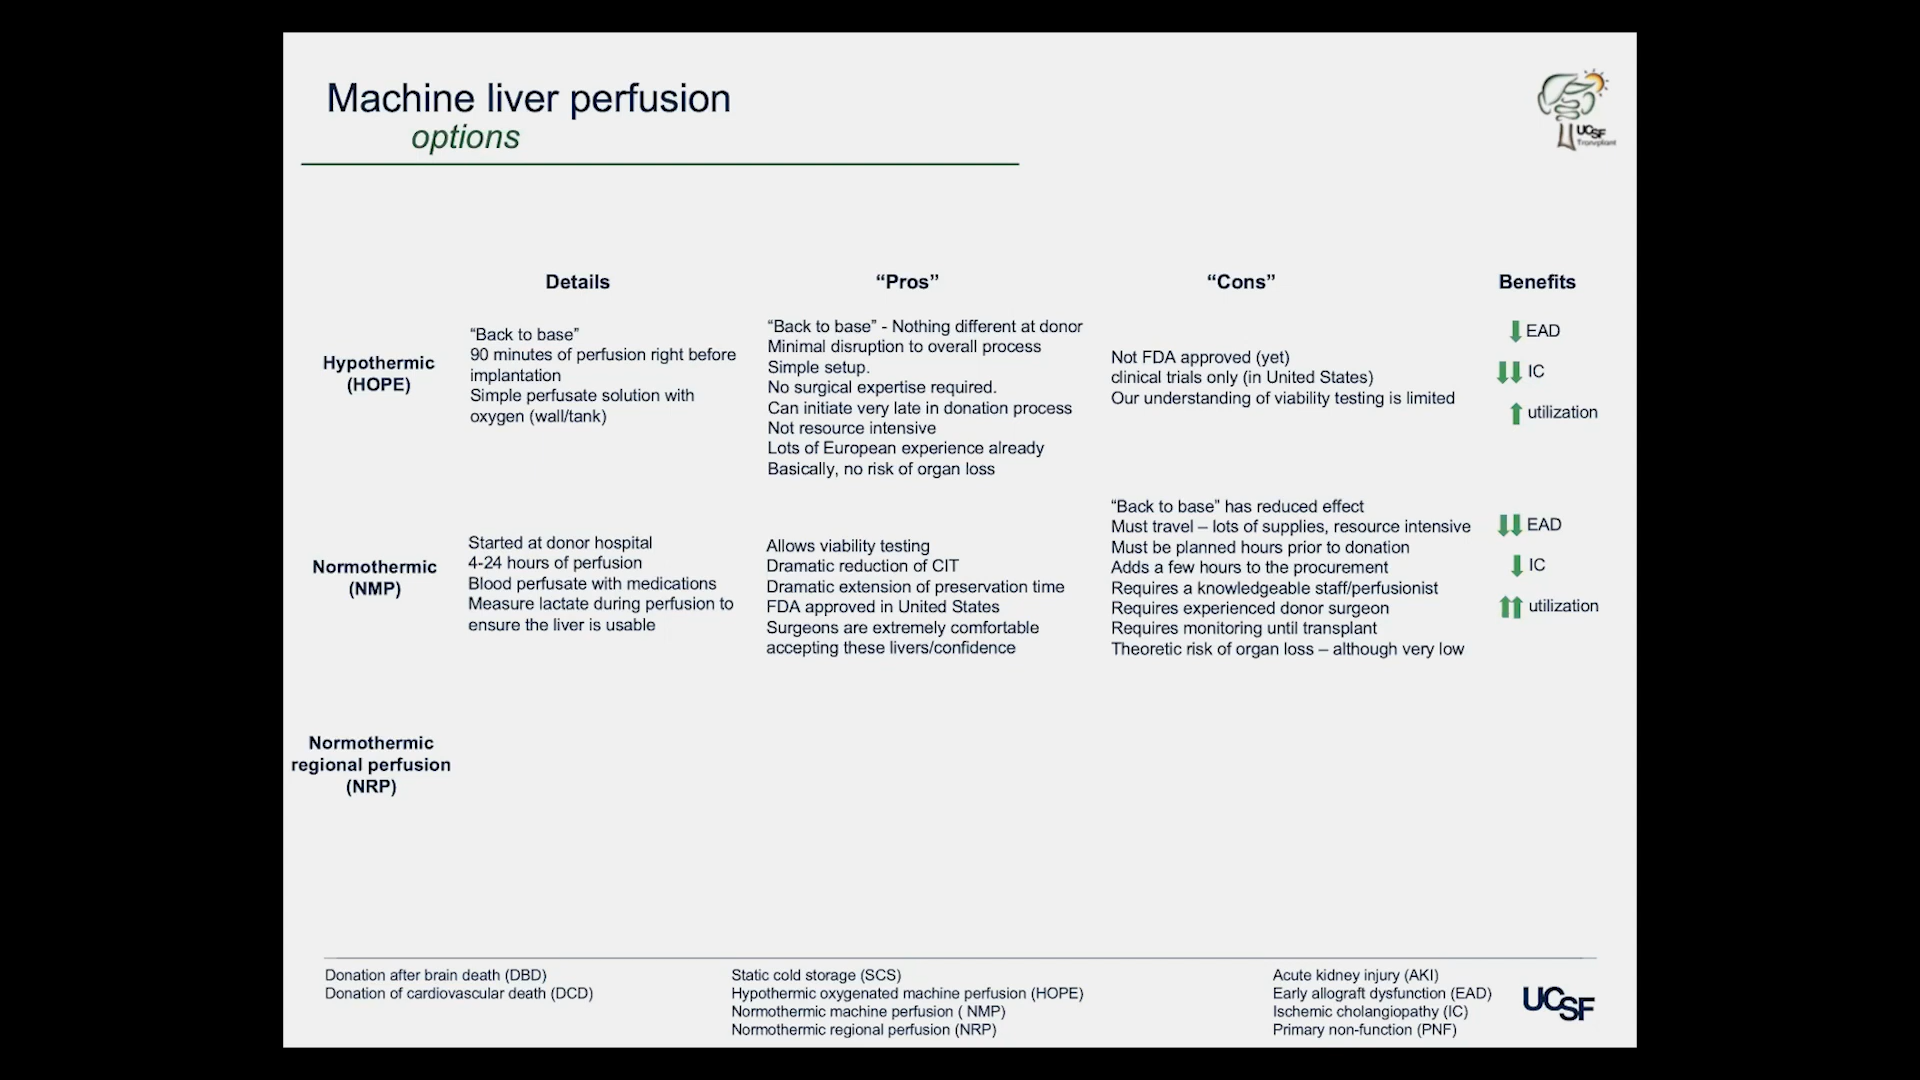 Machine liver perfusion
options
UCSF
Transplant
Details
“Pros”
“Cons”
Benefits
Hypothermic
(HOPE)
“Back to base”
90 minutes of perfusion right before
implantation
Simple perfusate solution with
oxygen (wall/tank)
“Back to base” - Nothing different at donor
Minimal disruption to overall process
Simple setup.
No surgical expertise required.
Can initiate very late in donation process
Not resource intensive
Lots of European experience already
Basically, no risk of organ loss
Not FDA approved (yet)
clinical trials only (in United States)
Our understanding of viability testing is limited
EAD
IC
utilization
Normothermic
(NMP)
Started at donor hospital
4-24 hours of perfusion
Blood perfusate with medications
Measure lactate during perfusion to
ensure the liver is usable
Allows viability testing
Dramatic reduction of CIT
Dramatic extension of preservation time
FDA approved in United States
Surgeons are extremely comfortable
accepting these livers/confidence
“Back to base” has reduced effect
Must travel – lots of supplies, resource intensive
Must be planned hours prior to donation
Adds a few hours to the procurement
Requires a knowledgeable staff/perfusionist
Requires experienced donor surgeon
Requires monitoring until transplant
Theoretic risk of organ loss – although very low
EAD
IC
utilization
Normothermic
regional perfusion
(NRP)
Donation after brain death (DBD)
Donation of cardiovascular death (DCD)
Static cold storage (SCS)
Hypothermic oxygenated machine perfusion (HOPE)
Normothermic machine perfusion ( NMP)
Normothermic regional perfusion (NRP)
Acute kidney injury (AKI)
Early allograft dysfunction (EAD)
Ischemic cholangiopathy (IC)
Primary non-function (PNF)
UCSF